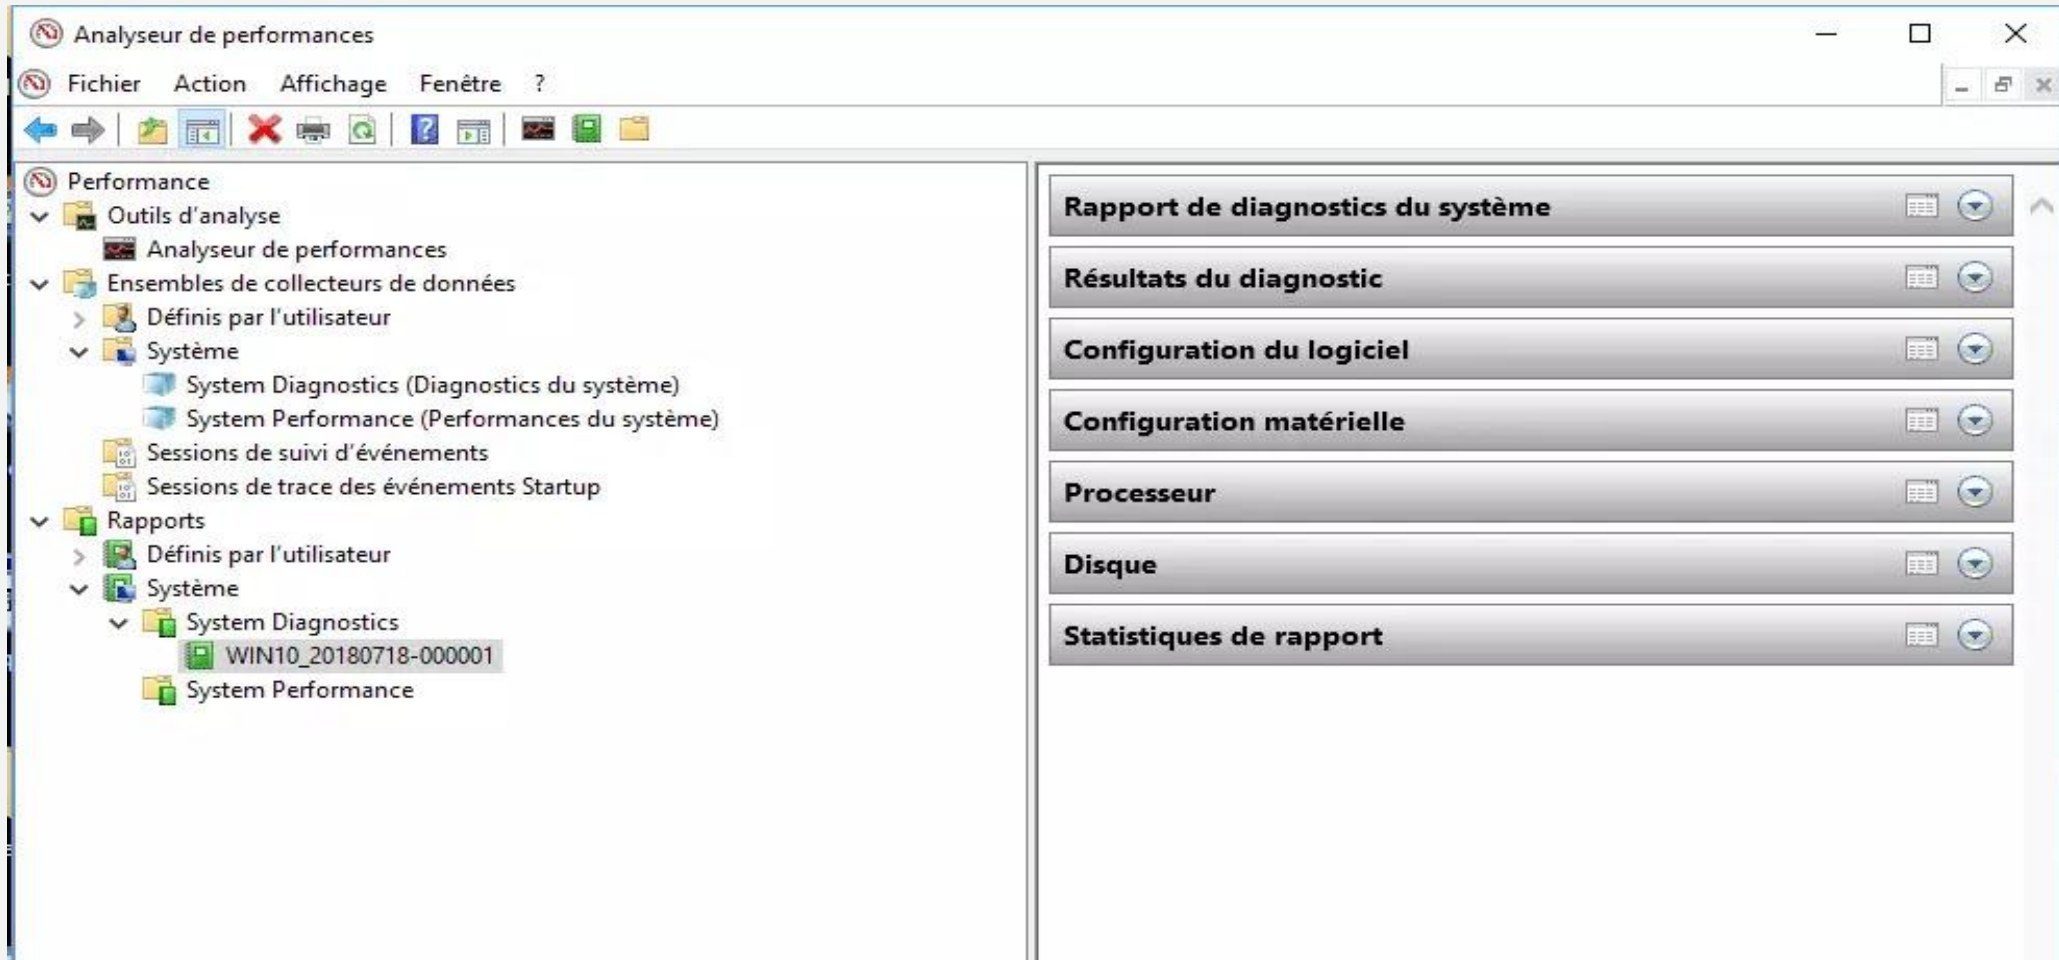 Analyseur de performances
Fichier Action Affichage Fenêtre ?
Performance
Outils d'analyse
Analyseur de performances
Ensembles de collecteurs de données
Définis par l'utilisateur
Système
System Diagnostics (Diagnostics du système)
System Performance (Performances du système)
Sessions de suivi d'événements
Sessions de trace des événements Startup
Rapports
Définis par l'utilisateur
Système
System Diagnostics
WIN10_20180718-000001
System Performance
Rapport de diagnostics du système
Résultats du diagnostic
Configuration du logiciel
Configuration matérielle
Processeur
Disque
Statistiques de rapport